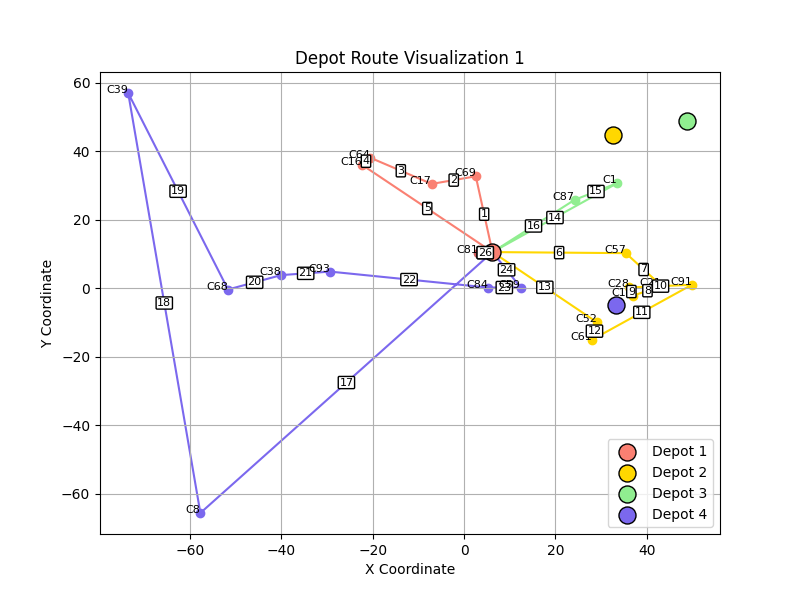 Depot Route Visualization 1
Y Coordinate
60
40
20
0
−20
−40
−60
−60
−40
−20
0
20
40
X Coordinate
C39
C64
C16
C17
C69
C1
C87
C81
C57
C68
C38
C93
C84
C28
C91
C52
C61
C8
1
2
3
4
5
6
7
8
9
10
11
12
13
14
15
16
17
18
19
20
21
22
24
26
Depot 1
Depot 2
Depot 3
Depot 4